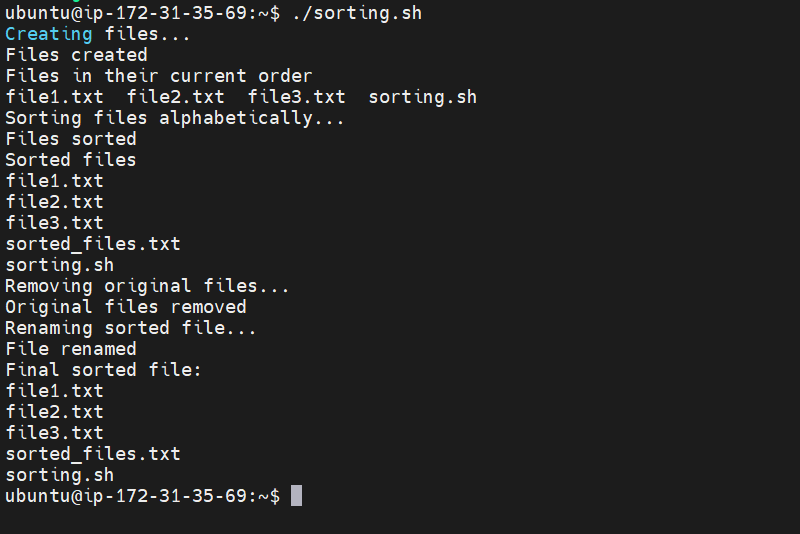 ubuntu@ip-172-31-35-69:~$ ./sorting.sh
Creating files...
Files created
Files in their current order
file1.txt  file2.txt  file3.txt  sorting.sh
Sorting files alphabetically...
Files sorted
Sorted files
file1.txt
file2.txt
file3.txt
sorted_files.txt
sorting.sh
Removing original files...
Original files removed
Renaming sorted file...
File renamed
Final sorted file:
file1.txt
file2.txt
file3.txt
sorted_files.txt
sorting.sh
ubuntu@ip-172-31-35-69:~$